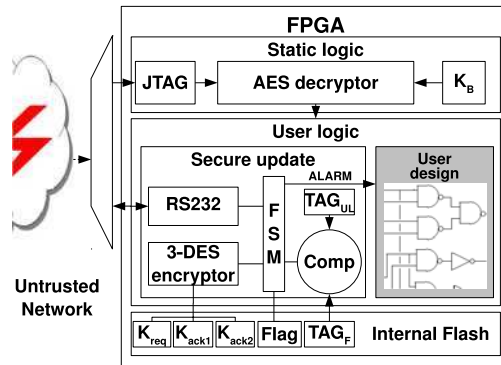 FPGA
Static logic
JTAG
AES decryptor
K_B
User logic
Secure update
ALARM
User
design
RS232
FSM
TAG_UL
3-DES
encryptor
Comp
Untrusted
Network
K_req
K_ack1
K_ack2
Flag
TAG_F
Internal Flash